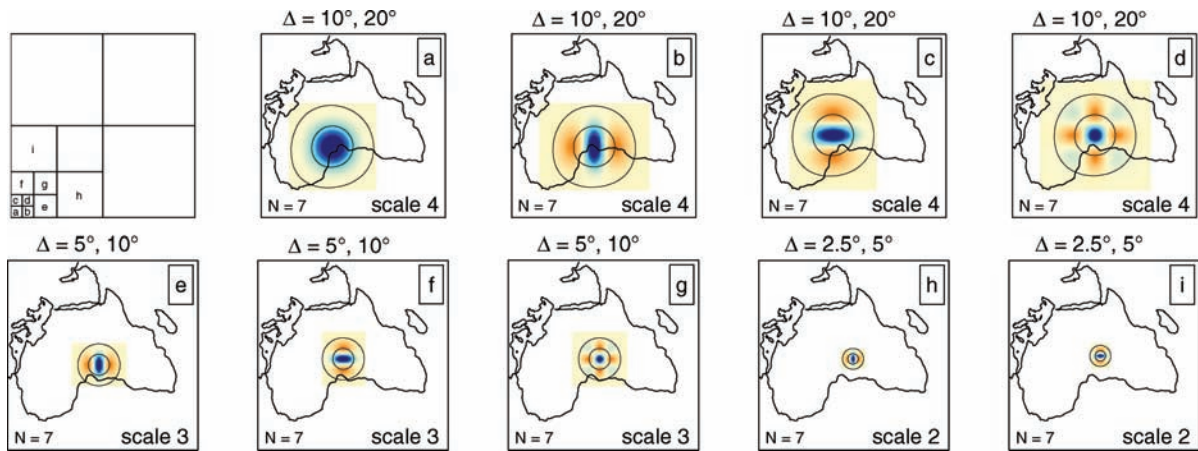 Δ = 10°, 20°
Δ = 10°, 20°
Δ = 10°, 20°
Δ = 10°, 20°
i
f g
h
c d
e
a b
a
N = 7 scale 4
b
N = 7 scale 4
c
N = 7 scale 4
d
N = 7 scale 4
Δ = 5°, 10°
Δ = 5°, 10°
Δ = 5°, 10°
Δ = 2.5°, 5°
Δ = 2.5°, 5°
e
N = 7 scale 3
f
N = 7 scale 3
g
N = 7 scale 3
h
N = 7 scale 2
i
N = 7 scale 2